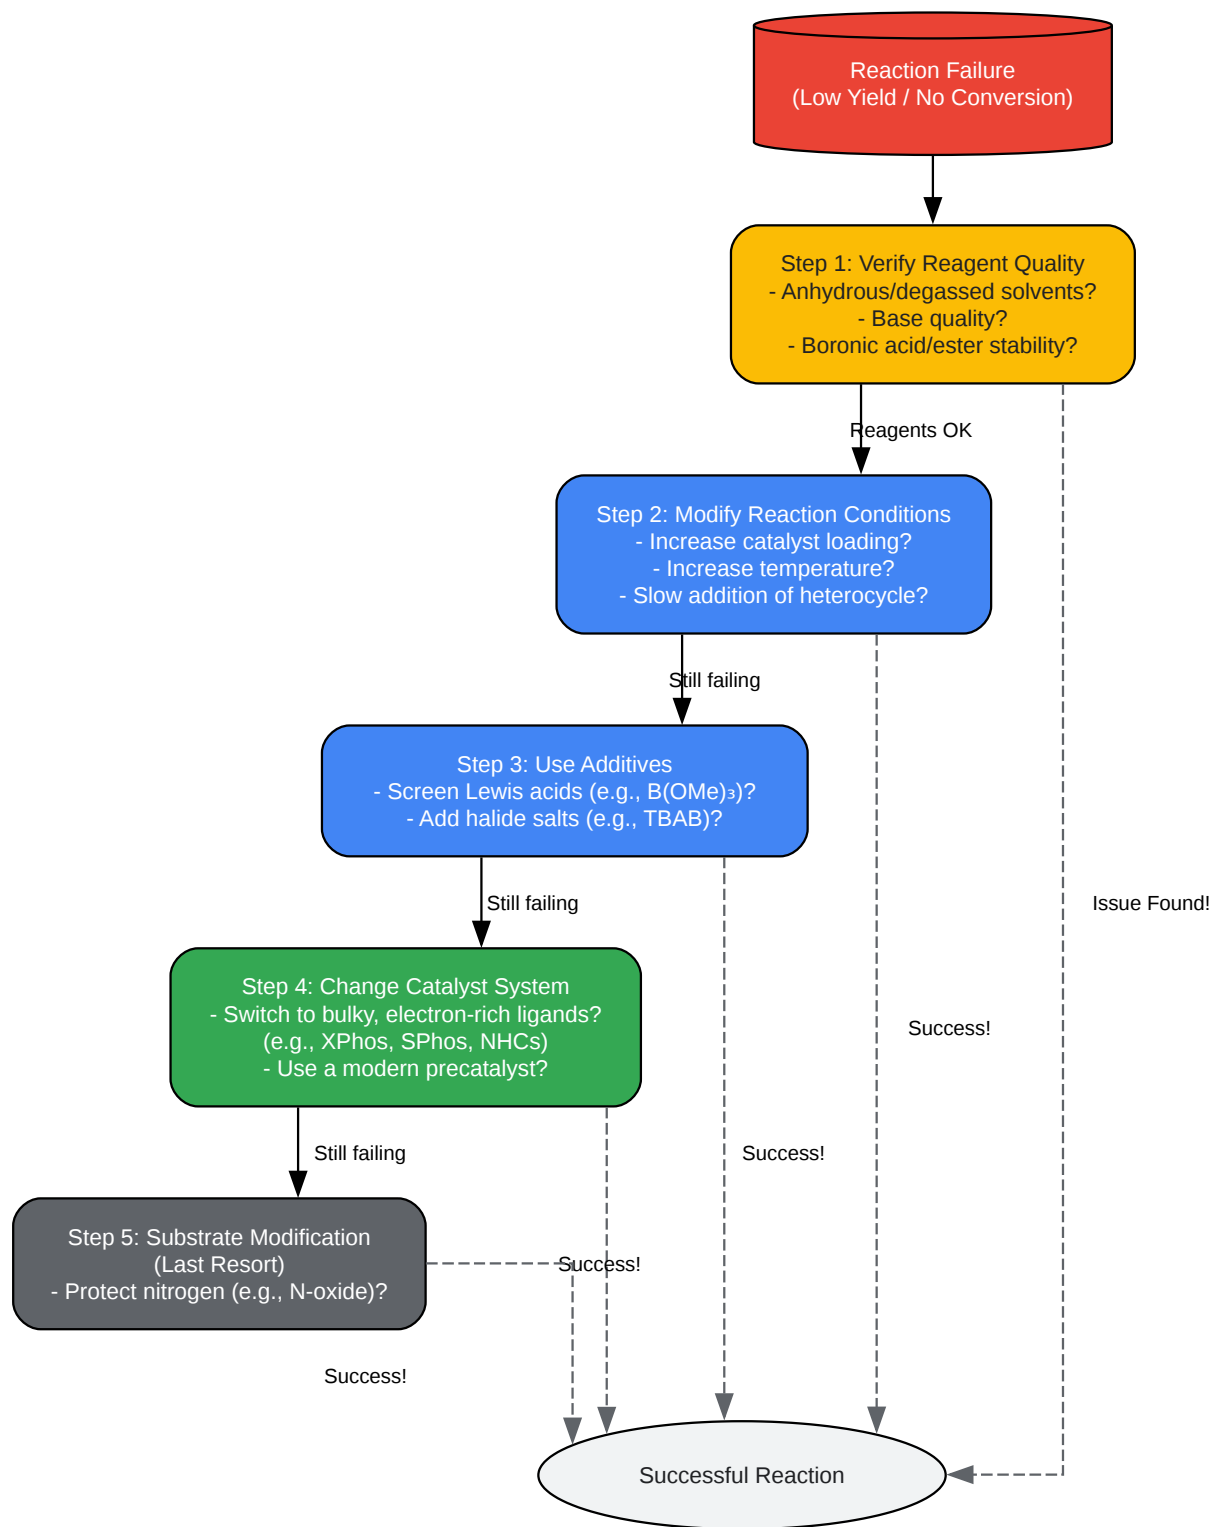 Reaction Failure
(Low Yield / No Conversion)
Step 1: Verify Reagent Quality
- Anhydrous/degassed solvents?
- Base quality?
- Boronic acid/ester stability?
Reagents OK
Step 2: Modify Reaction Conditions
- Increase catalyst loading?
- Increase temperature?
- Slow addition of heterocycle?
Still failing
Step 3: Use Additives
- Screen Lewis acids (e.g., B(OMe)₃)?
- Add halide salts (e.g., TBAB)?
Still failing
Issue Found!
Step 4: Change Catalyst System
- Switch to bulky, electron-rich ligands?
(e.g., XPhos, SPhos, NHCs)
- Use a modern precatalyst?
Success!
Still failing
Success!
Step 5: Substrate Modification
(Last Resort)
- Protect nitrogen (e.g., N-oxide)?
Success!
Success!
Successful Reaction